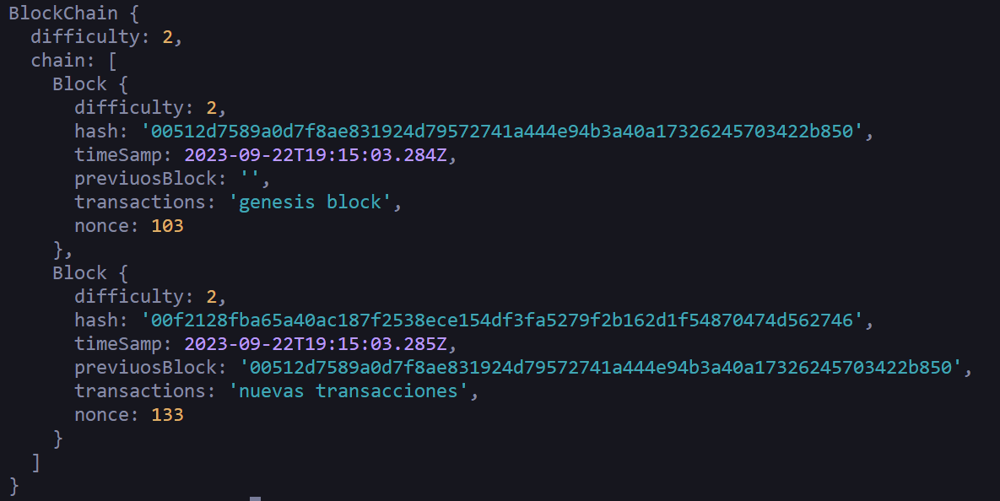 BlockChain {
  difficulty: 2,
  chain: [
    Block {
      difficulty: 2,
      hash: '00512d7589a0d7f8ae831924d79572741a444e94b3a40a17326245703422b850',
      timeSamp: 2023-09-22T19:15:03.284Z,
      previuosBlock: '',
      transactions: 'genesis block',
      nonce: 103
    },
    Block {
      difficulty: 2,
      hash: '00f2128fba65a40ac187f2538ece154df3fa5279f2b162d1f54870474d562746',
      timeSamp: 2023-09-22T19:15:03.285Z,
      previuosBlock: '00512d7589a0d7f8ae831924d79572741a444e94b3a40a17326245703422b850',
      transactions: 'nuevas transacciones',
      nonce: 133
    }
  ]
}